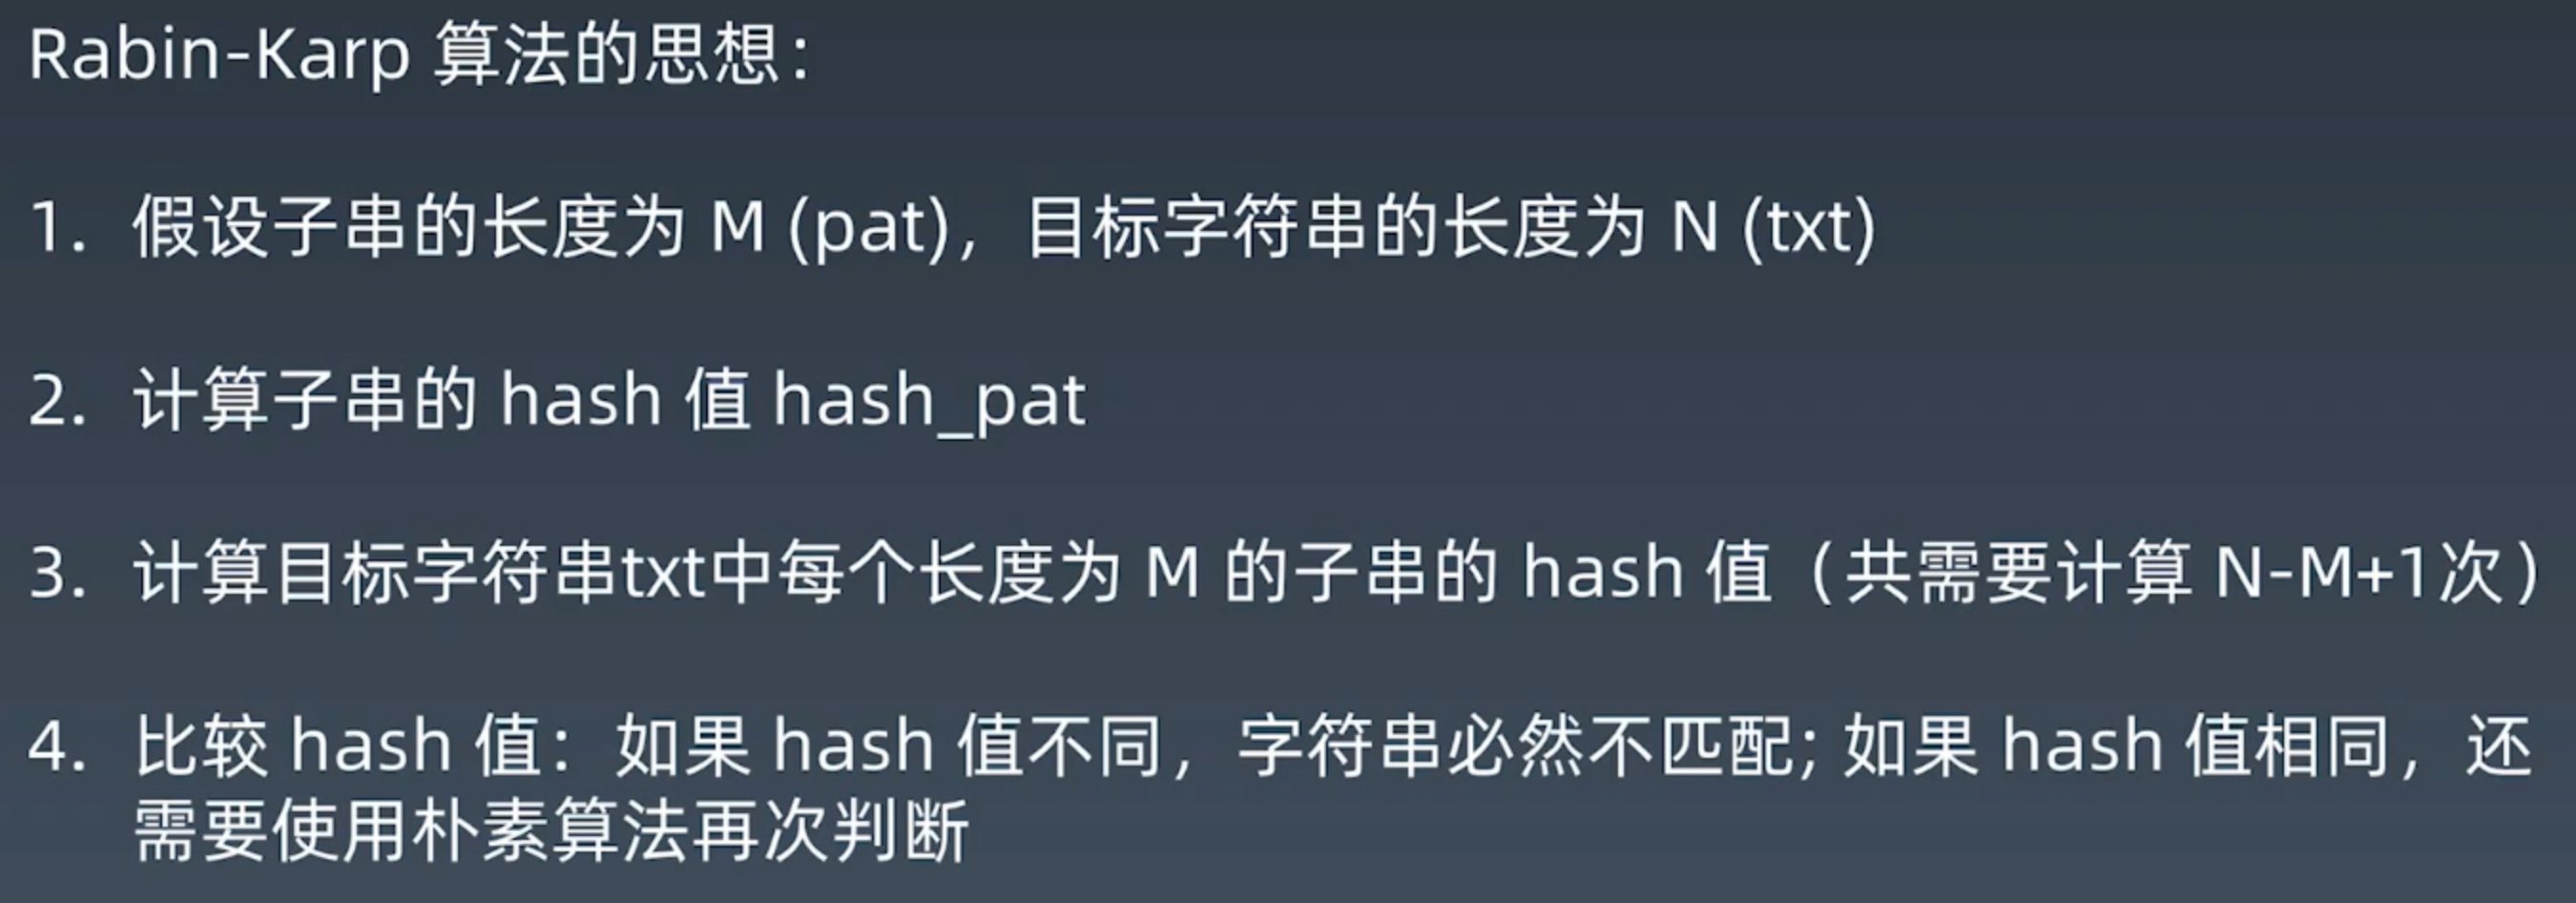 Rabin-Karp 算法的思想：
1. 假设子串的长度为 M (pat)，目标字符串的长度为 N (txt)
2. 计算子串的 hash 值 hash_pat
3. 计算目标字符串txt中每个长度为 M 的子串的 hash 值（共需要计算 N-M+1次）
4. 比较 hash 值：如果 hash 值不同，字符串必然不匹配; 如果 hash 值相同，还
需要使用朴素算法再次判断